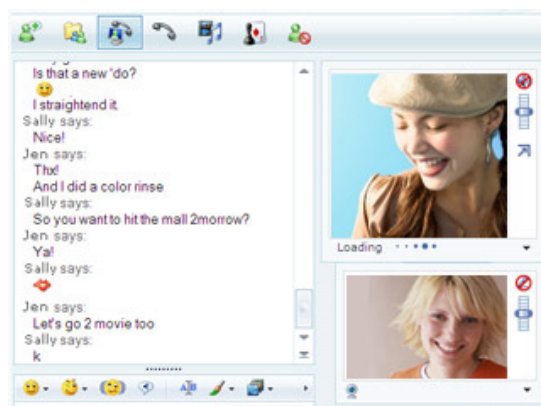 Is that a new 'do?
I straightend it.
Sally says:
Nice!
Jen says:
Thx!
And I did a color rinse
Sally says:
So you want to hit the mall 2morrow?
Jen says:
Ya!
Sally says:
Jen says:
Let's go 2 movie too
Sally says:
k
Loading